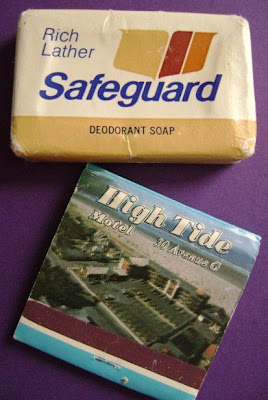 Rich
Lather
Safeguard
DEODORANT SOAP
High Tide
Motel 30 Avenue C